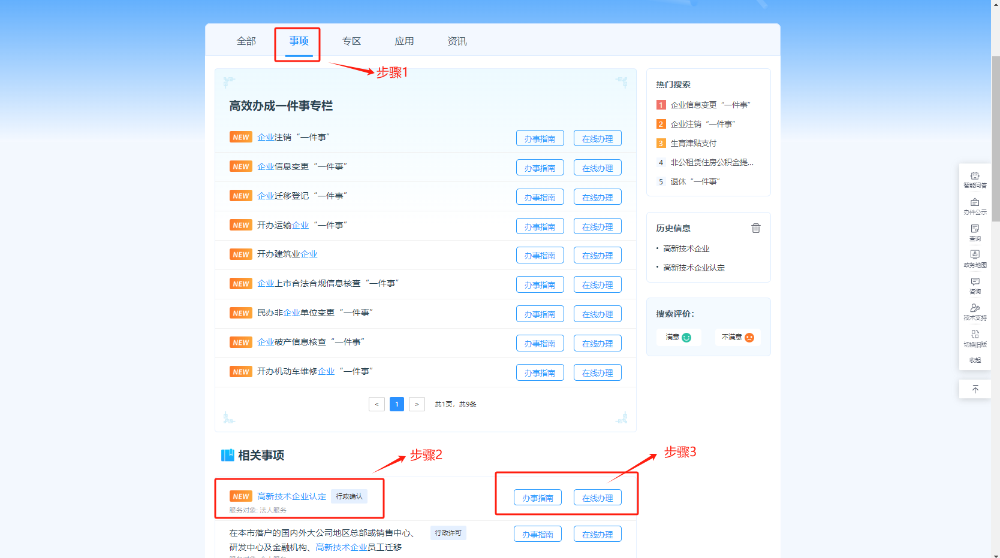 全部
事项
专区
应用
资讯
步骤1
高效办成一件事专栏
NEW 企业注销“一件事” 办事指南 在线办理
NEW 企业信息变更“一件事” 办事指南 在线办理
NEW 企业迁移登记“一件事” 办事指南 在线办理
NEW 开办运输企业“一件事” 办事指南 在线办理
NEW 开办建筑业企业 办事指南 在线办理
NEW 企业上市合法合规信息核查“一件事” 办事指南 在线办理
NEW 民办非企业单位变更“一件事” 办事指南 在线办理
NEW 企业破产信息核查“一件事” 办事指南 在线办理
NEW 开办机动车维修企业“一件事” 办事指南 在线办理
< 1 > 共1页，共9条
相关事项
步骤2
步骤3
NEW 高新技术企业认定 行政确认 办事指南 在线办理
服务对象: 法人服务
在本市落户的国内外大公司地区总部或销售中心、 行政许可 办事指南 在线办理
研发中心及金融机构、高新技术企业员工迁移
热门搜索
1 企业信息变更“一件事”
2 企业注销“一件事”
3 生育津贴支付
4 非公租赁住房公积金提...
5 退休“一件事”
历史信息
· 高新技术企业
· 高新技术企业认定
搜索评价：
满意 不满意
智能问答
办件公示
查询
政务地图
咨询
技术支持
切换旧版
收起